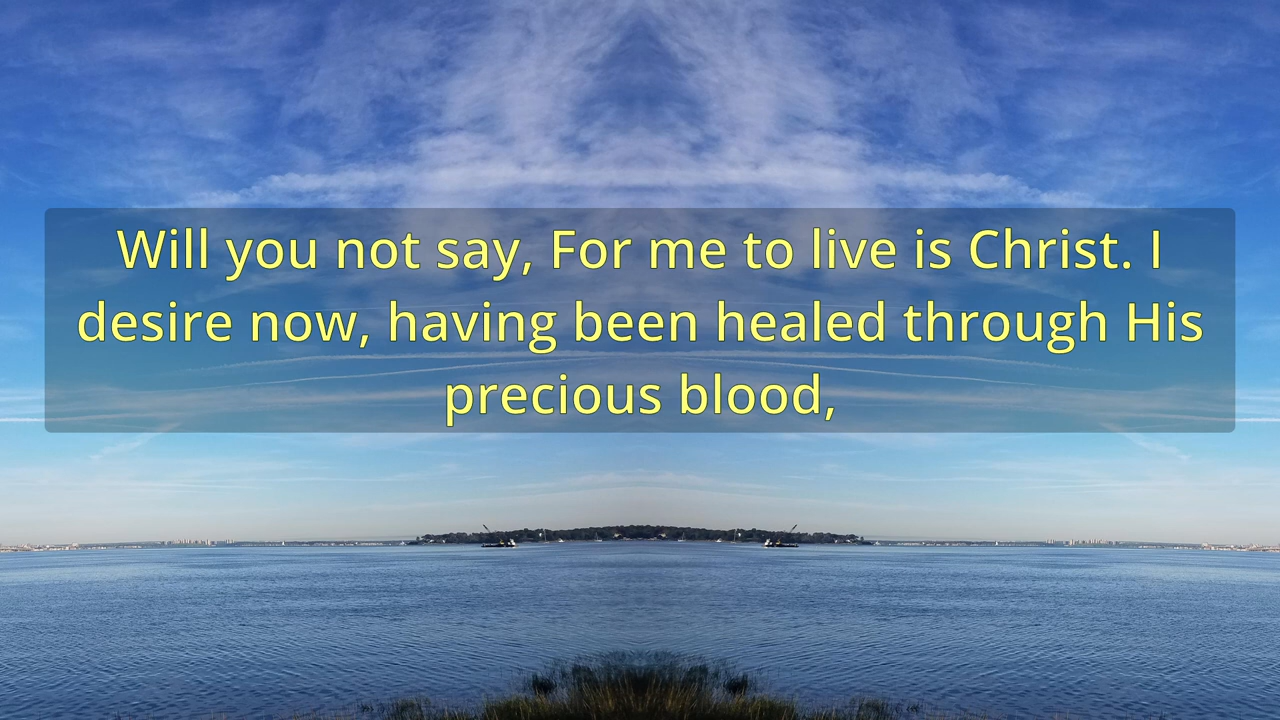 Will you not say, For me to live is Christ. I
desire now, having been healed through His
precious blood,